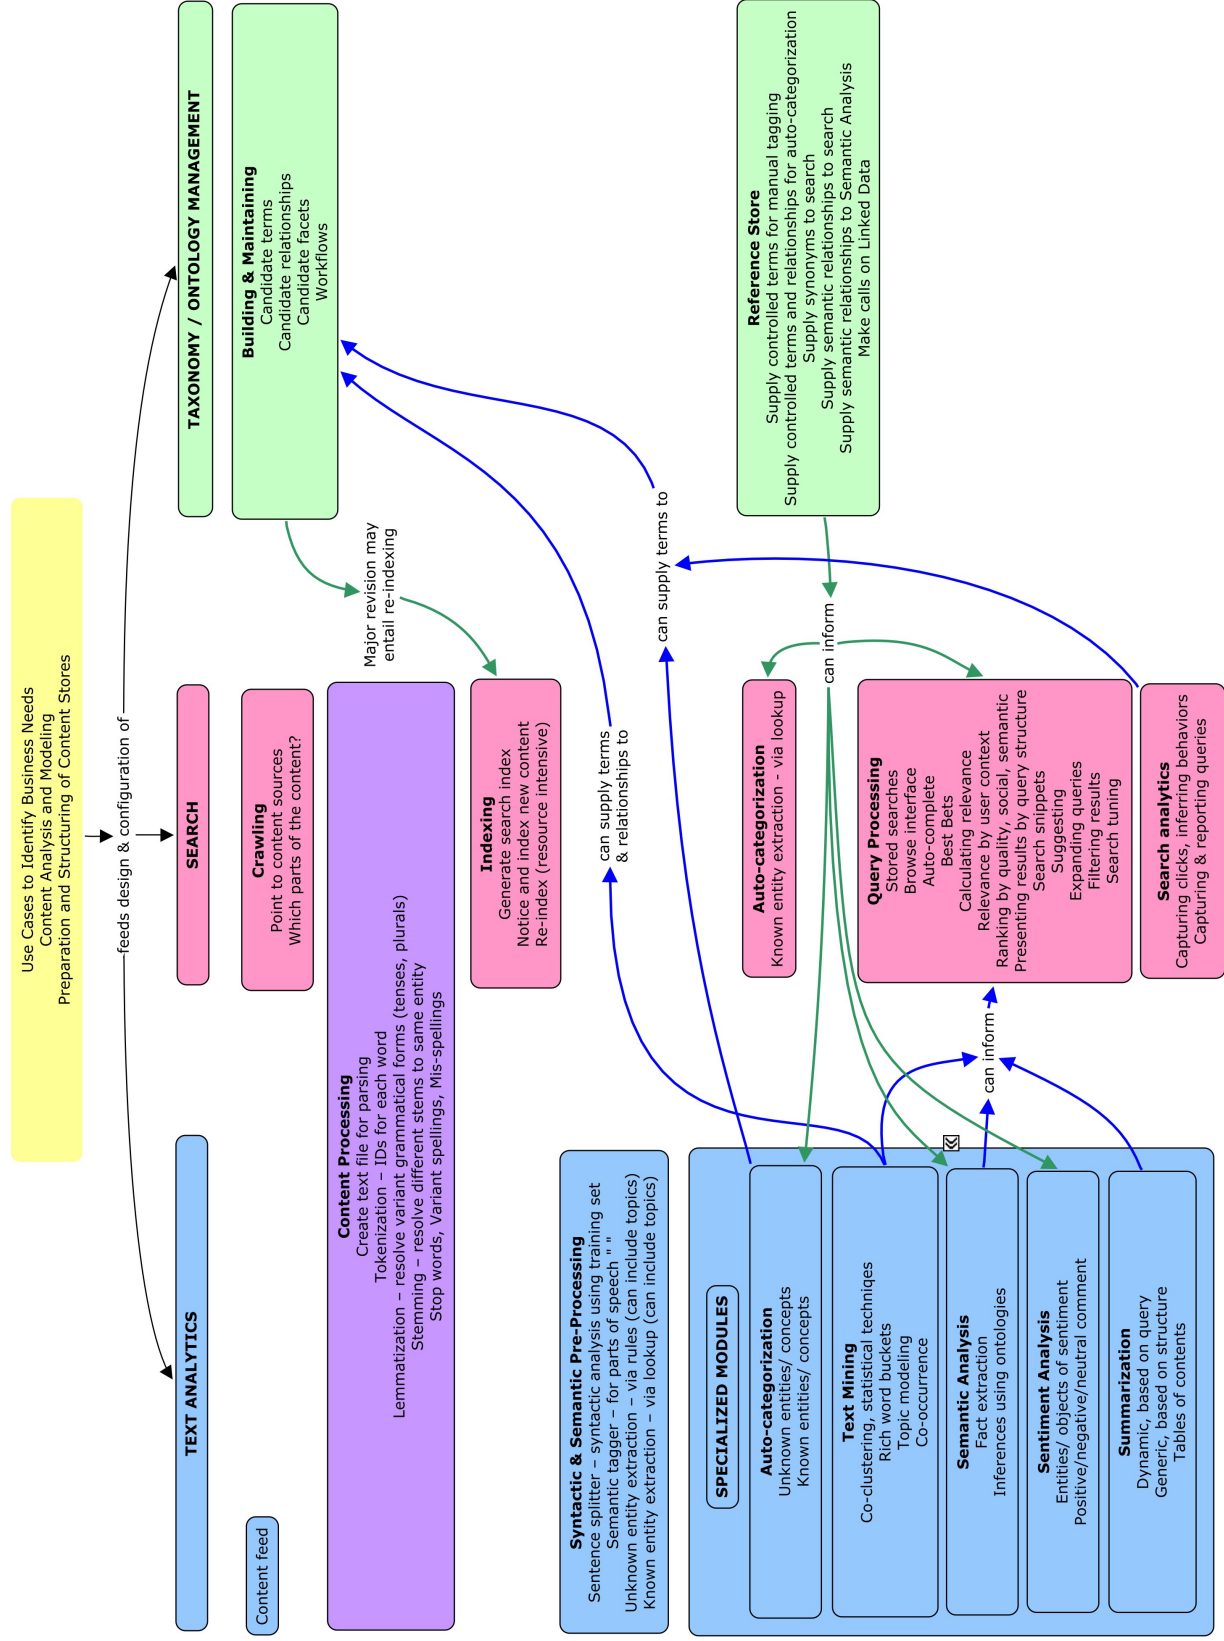 Use Cases to Identify Business Needs
Content Analysis and Modeling
Preparation and Structuring of Content Stores
feeds design & configuration of
TEXT ANALYTICS
SEARCH
TAXONOMY / ONTOLOGY MANAGEMENT
Content feed
Crawling
Point to content sources
Which parts of the content?
Building & Maintaining
Candidate terms
Candidate relationships
Candidate facets
Workflows
Content Processing
Create text file for parsing
Tokenization – IDs for each word
Lemmatization – resolve variant grammatical forms (tenses, plurals)
Stemming – resolve different stems to same entity
Stop words, Variant spellings, Mis-spellings
Major revision may
entail re-indexing
Indexing
Generate search index
Notice and index new content
Re-index (resource intensive)
Syntactic & Semantic Pre-Processing
Sentence splitter – syntactic analysis using training set
Semantic tagger – for parts of speech " "
Unknown entity extraction – via rules (can include topics)
Known entity extraction – via lookup (can include topics)
can supply terms
& relationships to
can supply terms to
SPECIALIZED MODULES
Auto-categorization
Unknown entities/ concepts
Known entities/ concepts
Text Mining
Co-clustering, statistical techniqes
Rich word buckets
Topic modeling
Co-occurrence
Semantic Analysis
Fact extraction
Inferences using ontologies
Sentiment Analysis
Entities/ objects of sentiment
Positive/negative/neutral comment
Summarization
Dynamic, based on query
Generic, based on structure
Tables of contents
can inform
Auto-categorization
Known entity extraction - via lookup
Query Processing
Stored searches
Browse interface
Auto-complete
Best Bets
Calculating relevance
Relevance by user context
Ranking by quality, social, semantic
Presenting results by query structure
Search snippets
Suggesting
Expanding queries
Filtering results
Search tuning
Search analytics
Capturing clicks, inferring behaviors
Capturing & reporting queries
can inform
Reference Store
Supply controlled terms for manual tagging
Supply controlled terms and relationships for auto-categorization
Supply synonyms to search
Supply semantic relationships to search
Supply semantic relationships to Semantic Analysis
Make calls on Linked Data